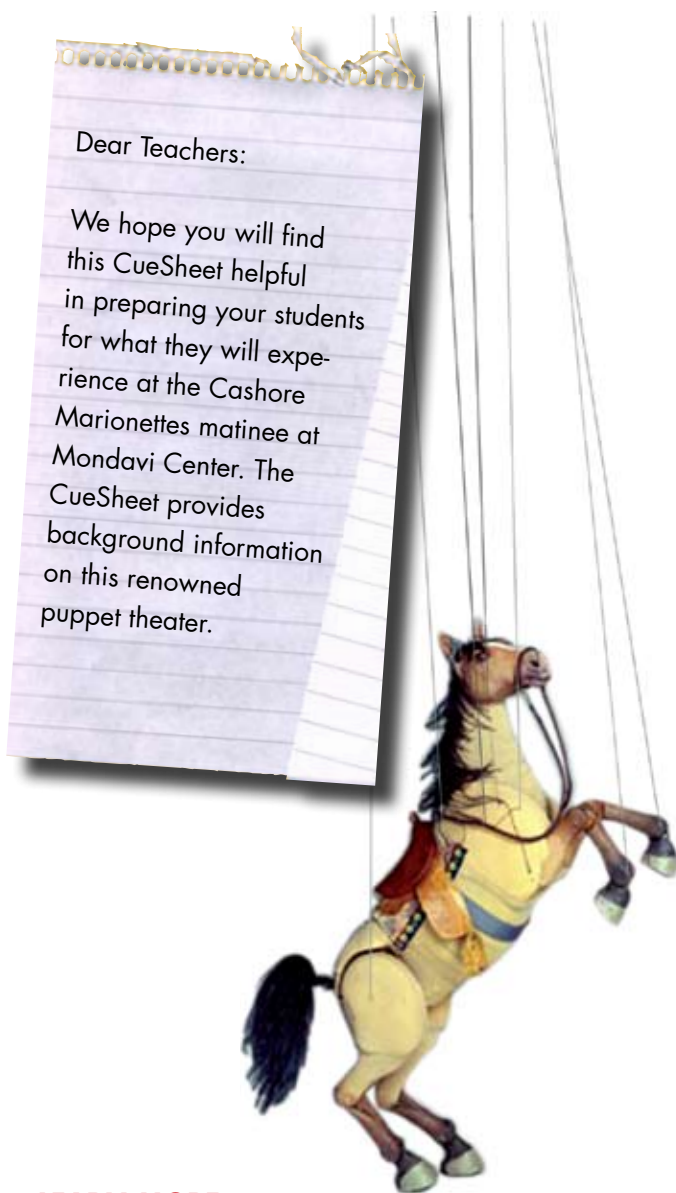 Dear Teachers:
We hope you will find
this CueSheet helpful
in preparing your students
for what they will expe-
rience at the Cashore
Marionettes matinee at
Mondavi Center. The
CueSheet provides
background information
on this renowned
puppet theater.